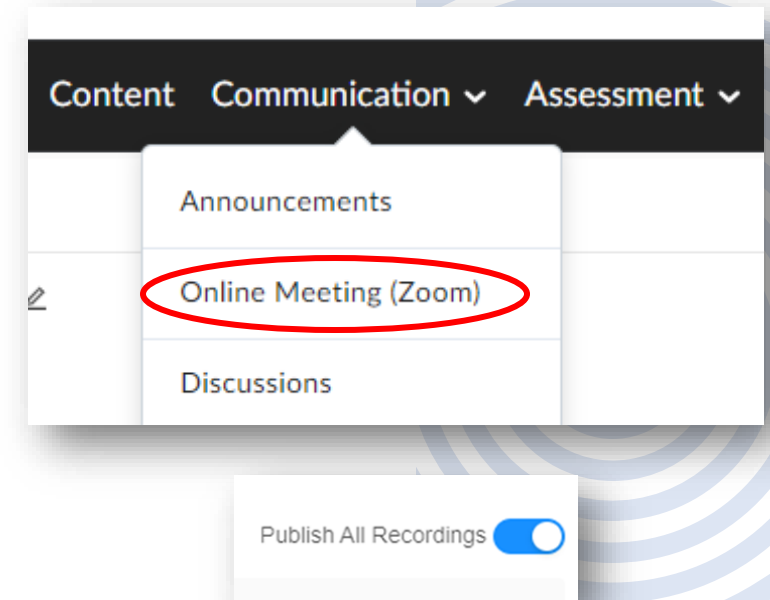 Content Communication Assessment
Announcements
Online Meeting (Zoom)
Discussions
Publish All Recordings